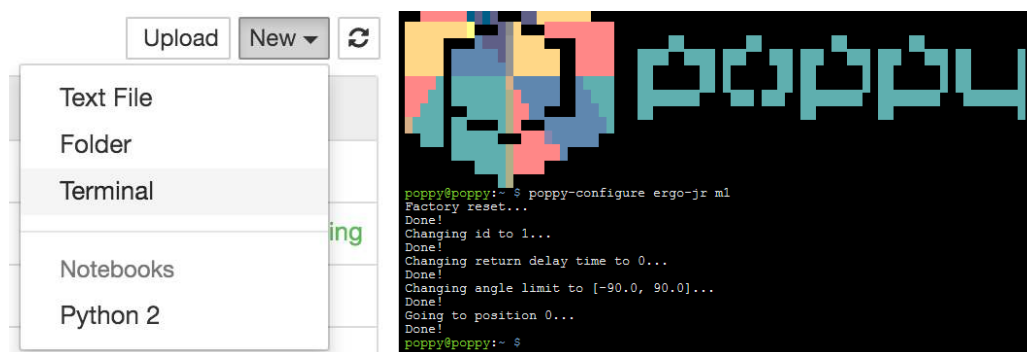 Upload
New
Text File
Folder
Terminal
ing
Notebooks
Python 2
poppy
poppy@poppy:~ $ poppy-configure ergo-jr m1
Factory reset...
Done!
Changing id to 1...
Done!
Changing return delay time to 0...
Done!
Changing angle limit to [-90.0, 90.0]...
Done!
Going to position 0...
Done!
poppy@poppy:~ $